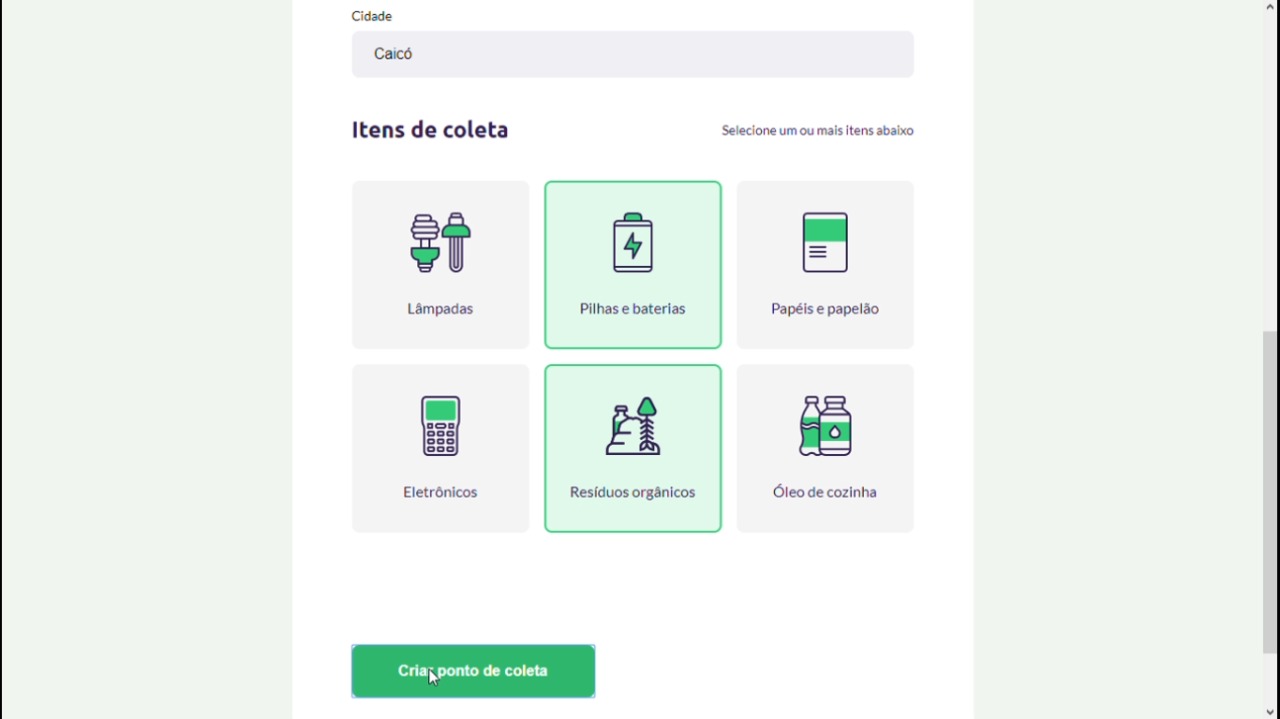 Cidade
Caicó
Itens de coleta
Selecione um ou mais itens abaixo
Lâmpadas
Pilhas e baterias
Papéis e papelão
Eletrônicos
Resíduos orgânicos
Óleo de cozinha
Criar ponto de coleta